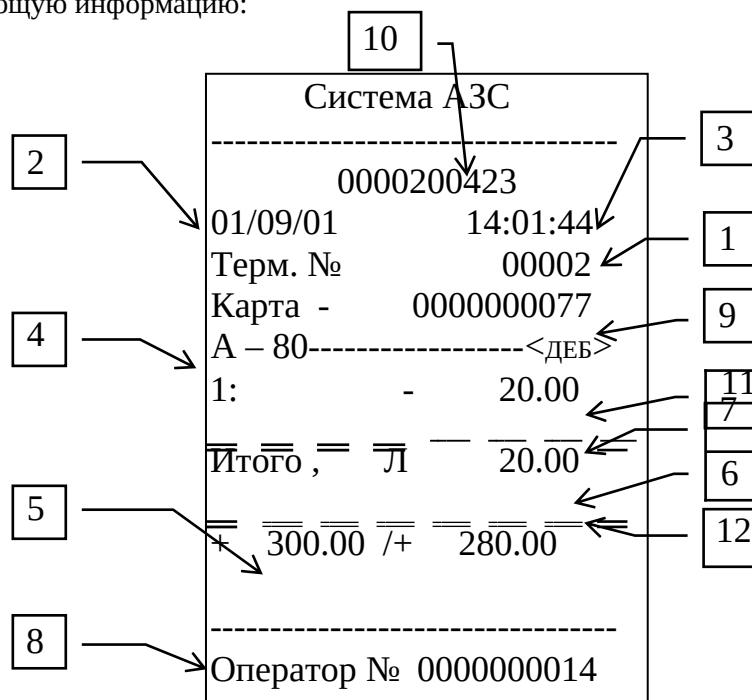 ощую информацию:
10
Система АЗС
---------------------------------
3
2
0000200423
01/09/01 14:01:44
Терм. № 00002
1
Карта - 0000000077
9
4
А – 80------------------<ДЕБ>
1: - 20.00
11
7
Итого , Л 20.00
6
5
12
+ 300.00 /+ 280.00
---------------------------------
8
Оператор № 0000000014